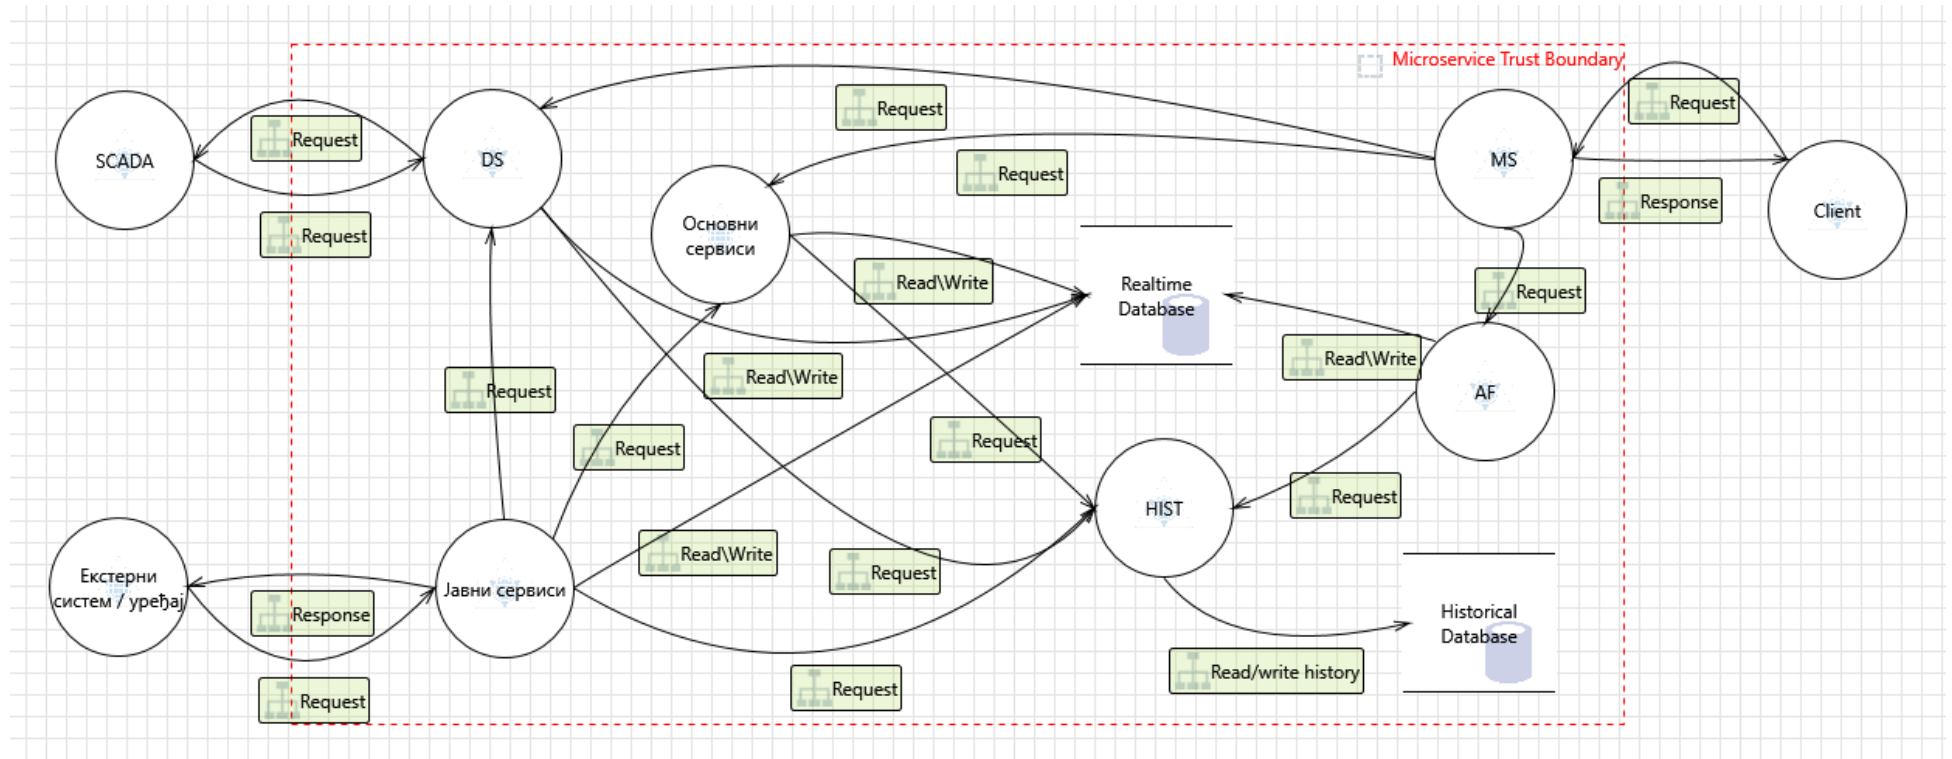 Microservice Trust Boundary
Request
Request
Request
SCADA
Request
DS
Request
MS
Request
Response
Client
Основни
сервиси
Read\Write
Realtime
Database
Request
Read\Write
Read\Write
AF
Request
Request
Request
Request
HIST
Read\Write
Request
Екстерни
систем / уређај
Response
Јавни сервиси
Request
Request
Read/write history
Historical
Database